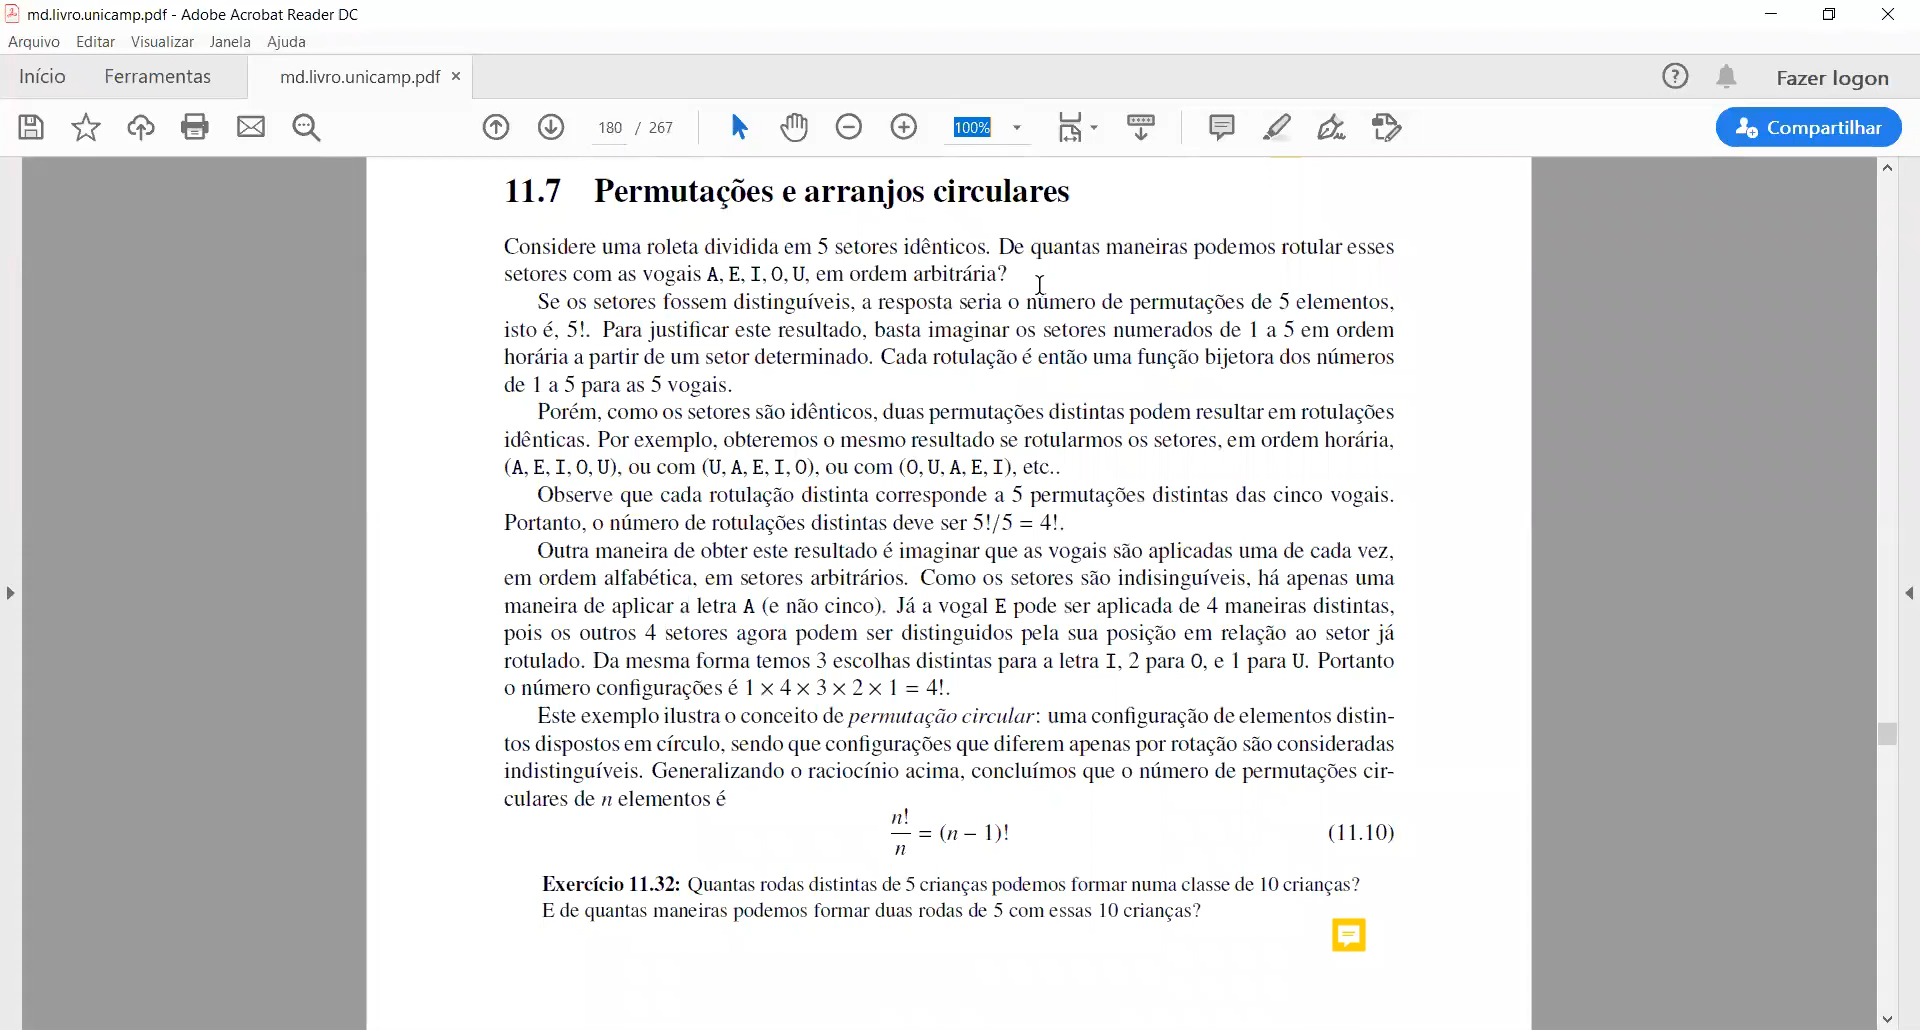 md.livro.unicamp.pdf - Adobe Acrobat Reader DC
Arquivo Editar Visualizar Janela Ajuda
Início Ferramentas md.livro.unicamp.pdf × Fazer logon
180 / 267 100% Compartilhar
11.7 Permutações e arranjos circulares
Considere uma roleta dividida em 5 setores idênticos. De quantas maneiras podemos rotular esses
setores com as vogais A, E, I, O, U, em ordem arbitrária?
Se os setores fossem distinguíveis, a resposta seria o número de permutações de 5 elementos,
isto é, 5!. Para justificar este resultado, basta imaginar os setores numerados de 1 a 5 em ordem
horária a partir de um setor determinado. Cada rotulação é então uma função bijetora dos números
de 1 a 5 para as 5 vogais.
Porém, como os setores são idênticos, duas permutações distintas podem resultar em rotulações
idênticas. Por exemplo, obteremos o mesmo resultado se rotularmos os setores, em ordem horária,
(A, E, I, O, U), ou com (U, A, E, I, O), ou com (O, U, A, E, I), etc..
Observe que cada rotulação distinta corresponde a 5 permutações distintas das cinco vogais.
Portanto, o número de rotulações distintas deve ser 5!/5 = 4!.
Outra maneira de obter este resultado é imaginar que as vogais são aplicadas uma de cada vez,
em ordem alfabética, em setores arbitrários. Como os setores são indisinguíveis, há apenas uma
maneira de aplicar a letra A (e não cinco). Já a vogal E pode ser aplicada de 4 maneiras distintas,
pois os outros 4 setores agora podem ser distinguidos pela sua posição em relação ao setor já
rotulado. Da mesma forma temos 3 escolhas distintas para a letra I, 2 para O, e 1 para U. Portanto
o número configurações é 1 × 4 × 3 × 2 × 1 = 4!.
Este exemplo ilustra o conceito de permutação circular: uma configuração de elementos distin-
tos dispostos em círculo, sendo que configurações que diferem apenas por rotação são consideradas
indistinguíveis. Generalizando o raciocínio acima, concluímos que o número de permutações cir-
culares de n elementos é
n!/n = (n − 1)! (11.10)
Exercício 11.32: Quantas rodas distintas de 5 crianças podemos formar numa classe de 10 crianças?
E de quantas maneiras podemos formar duas rodas de 5 com essas 10 crianças?